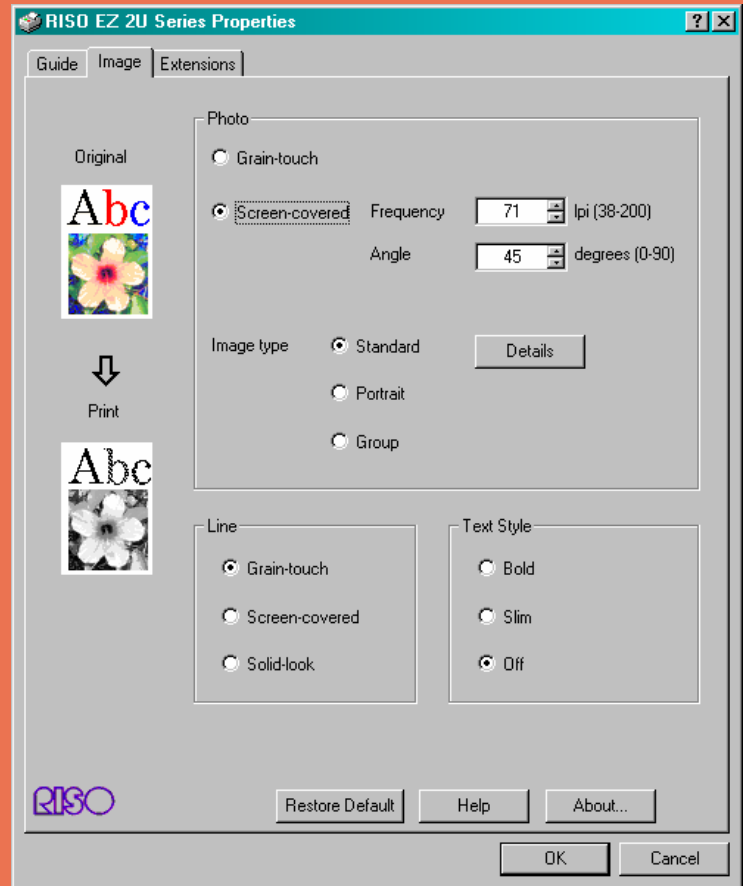 RISO EZ 2U Series Properties
Guide Image Extensions
Original
Abc
Print
Abc
Photo
Grain-touch
Screen-covered Frequency 71 lpi (38-200)
Angle 45 degrees (0-90)
Image type Standard Details
Portrait
Group
Line
Grain-touch
Screen-covered
Solid-look
Text Style
Bold
Slim
Off
RISO
Restore Default Help About...
OK Cancel